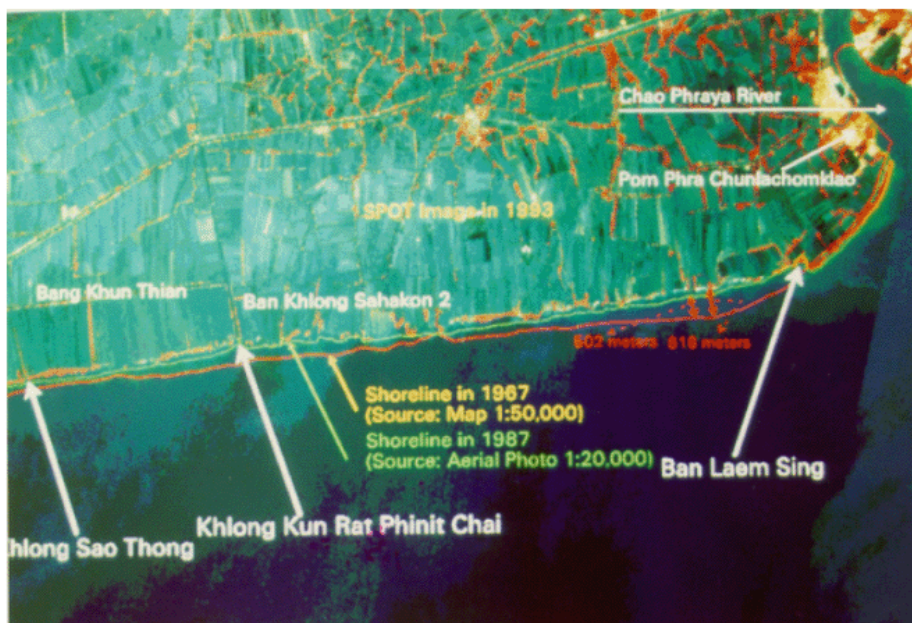 Chao Phraya River
Pom Phra Chunlachomklao
SPOT Image in 1993
Bang Khun Thian
Ban Khlong Sahakon 2
602 meters 616 meters
Shoreline in 1967
(Source: Map 1:50,000)
Shoreline in 1987
(Source: Aerial Photo 1:20,000)
Ban Laem Sing
Khlong Kun Rat Phinit Chai
hlong Sao Thong